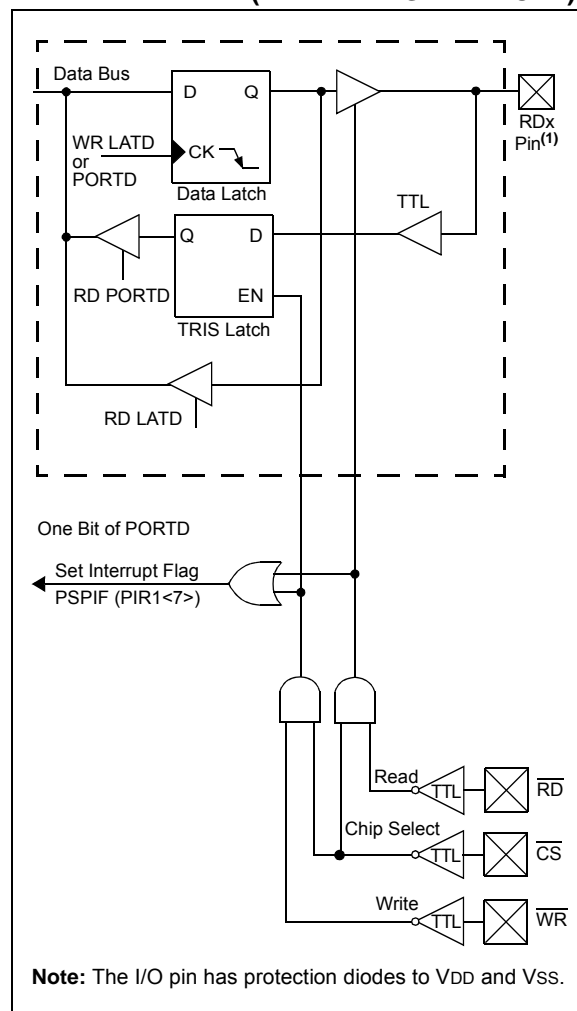 Data Bus
D Q
WR LATD
or
PORTD
CK
Data Latch
RDx
Pin(1)
TTL
Q D
RD PORTD
EN
TRIS Latch
RD LATD
One Bit of PORTD
Set Interrupt Flag
PSPIF (PIR1<7>)
Read
TTL
RD
Chip Select
TTL
CS
Write
TTL
WR
Note: The I/O pin has protection diodes to VDD and VSS.